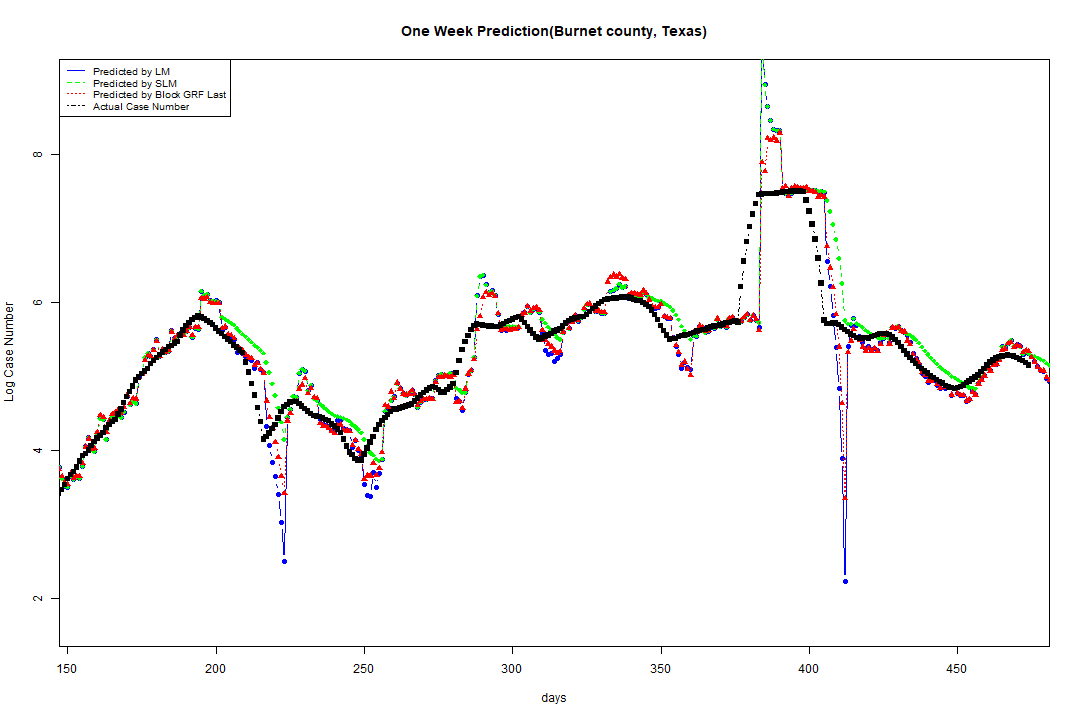 One Week Prediction(Burnet county, Texas)
Predicted by LM
Predicted by SLM
Predicted by Block GRF Last
Actual Case Number
8
6
4
2
Log Case Number
150 200 250 300 350 400 450
days